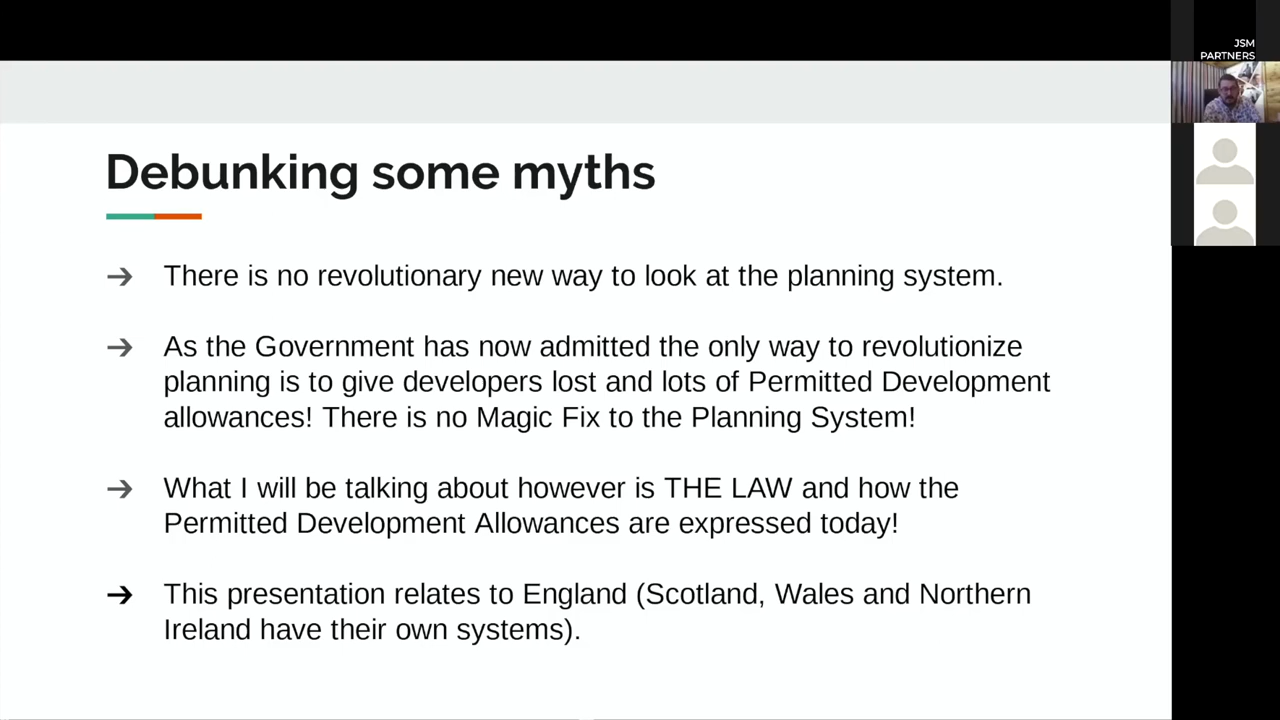 JSM
PARTNERS
Debunking some myths
➔ There is no revolutionary new way to look at the planning system.
➔ As the Government has now admitted the only way to revolutionize
planning is to give developers lost and lots of Permitted Development
allowances! There is no Magic Fix to the Planning System!
➔ What I will be talking about however is THE LAW and how the
Permitted Development Allowances are expressed today!
➔ This presentation relates to England (Scotland, Wales and Northern
Ireland have their own systems).